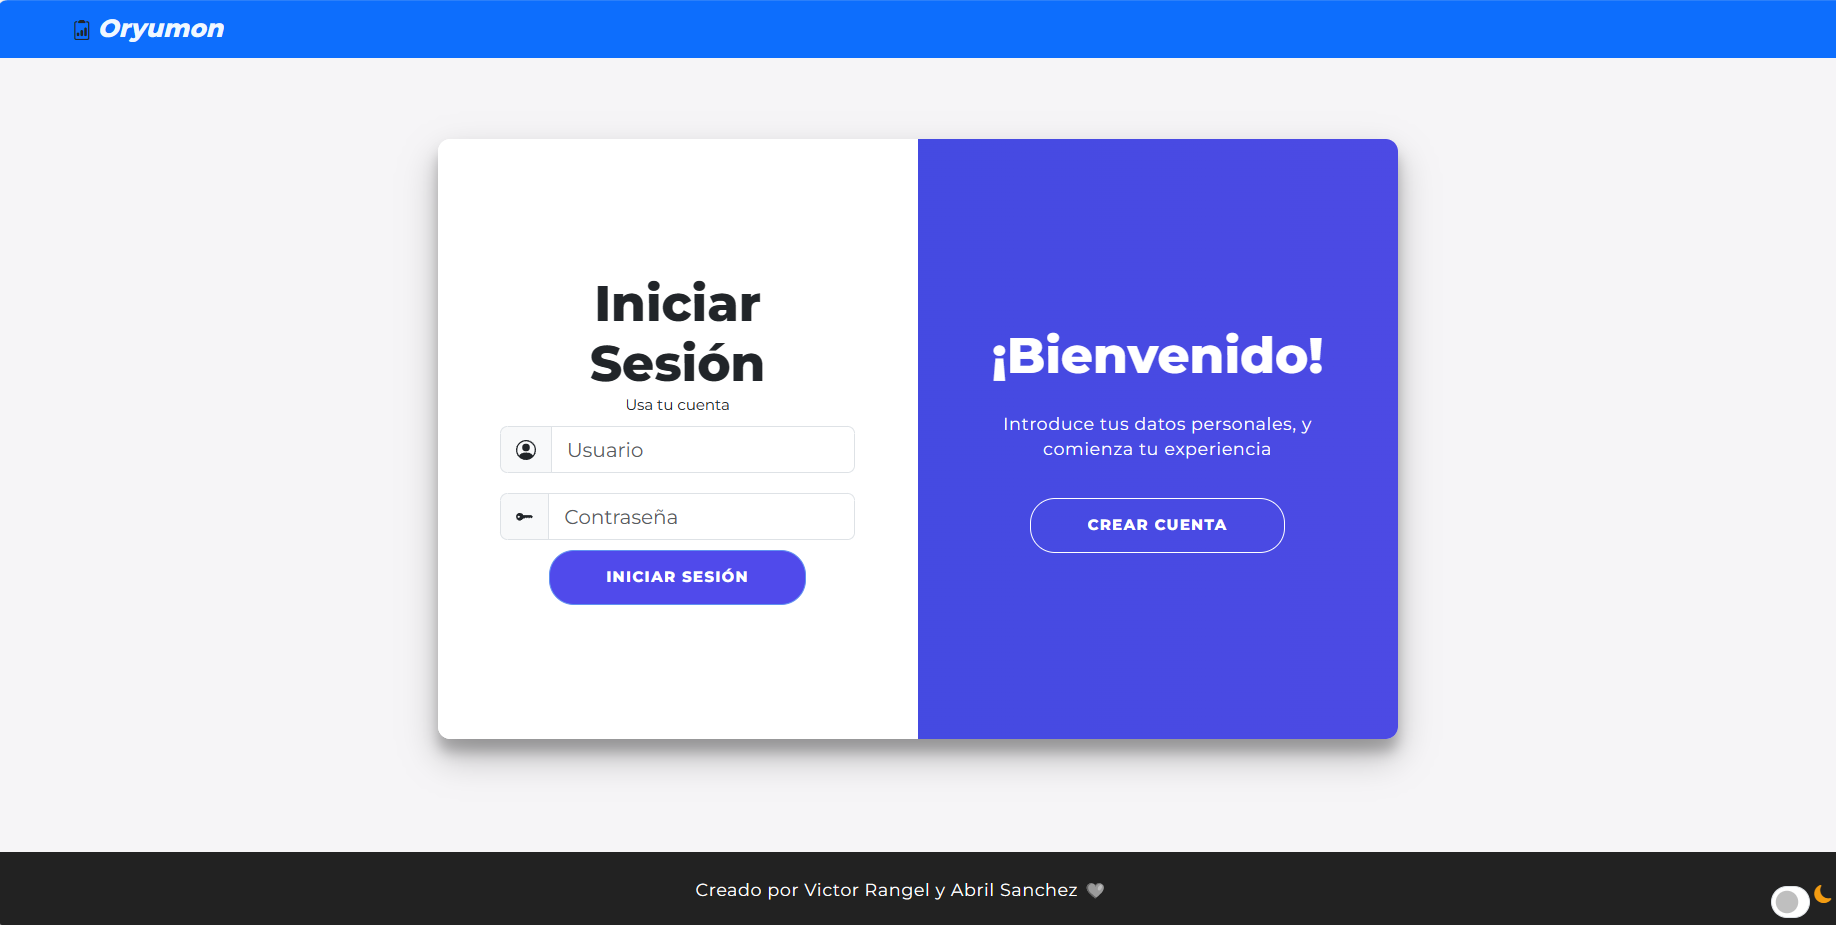 Oryumon
Iniciar
Sesión
Usa tu cuenta
Usuario
Contraseña
INICIAR SESIÓN
¡Bienvenido!
Introduce tus datos personales, y
comienza tu experiencia
CREAR CUENTA
Creado por Victor Rangel y Abril Sanchez